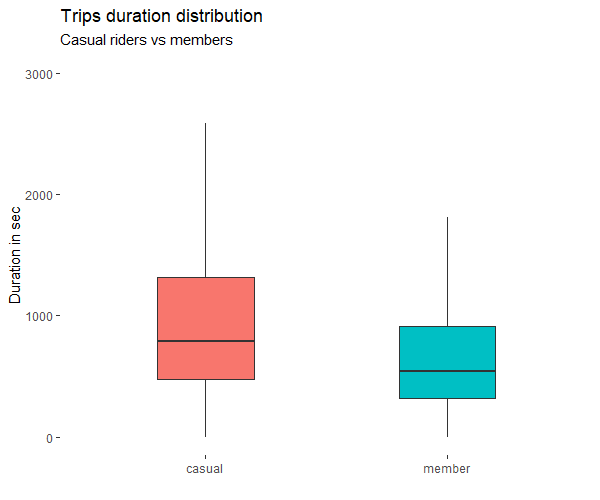 Trips duration distribution
Casual riders vs members
3000
2000
1000
0
Duration in sec
casual
member